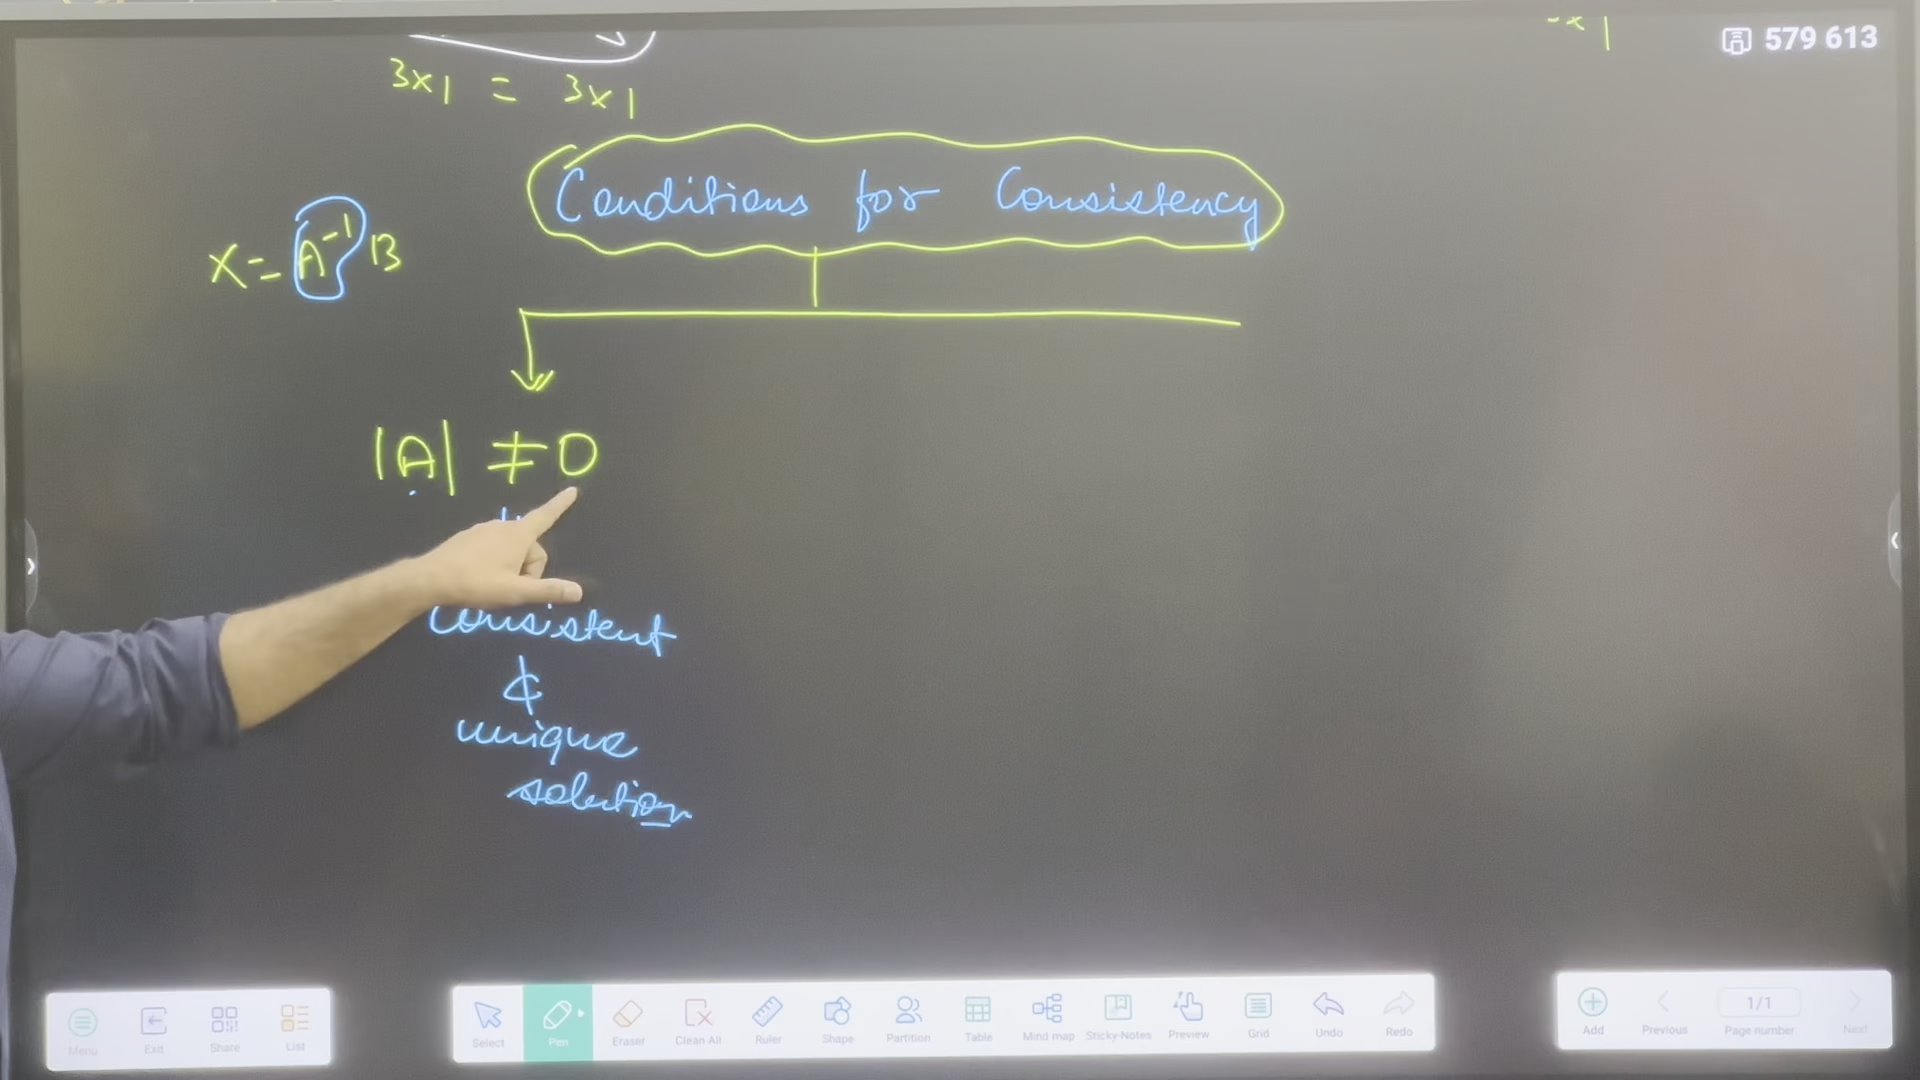 579 613
3x1 = 3x1
Conditions for Consistency
X = A⁻¹ B
|A| ≠ 0
consistent
&
unique
solution
Menu Exit Share List
Select Pen Eraser Clean All Ruler Shape Partition Table Mind map Sticky-Notes Preview Grid Undo Redo
Add Previous 1/1 Page number Next